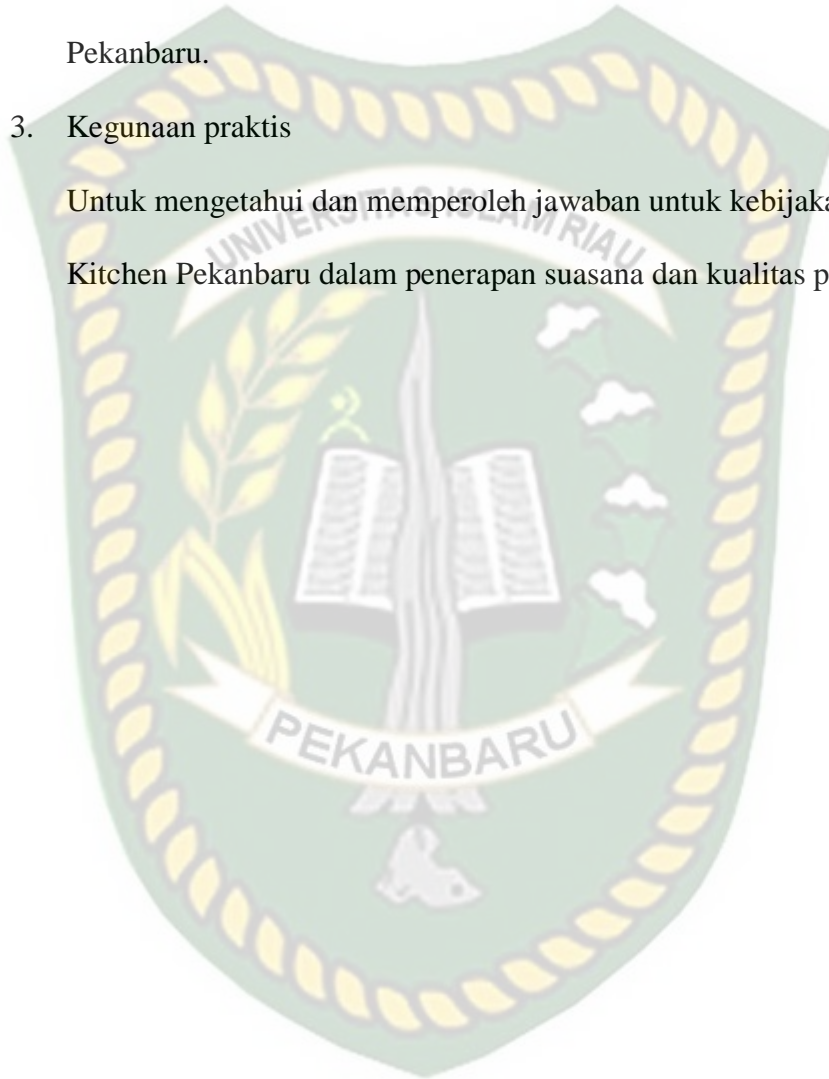 Pekanbaru.
3. Kegunaan praktis
Untuk mengetahui dan memperoleh jawaban untuk
Kitchen Pekanbaru dalam penerapan suasana dan kualitas
UNIVERSITAS ISLAM RIAU
PEKANBARU